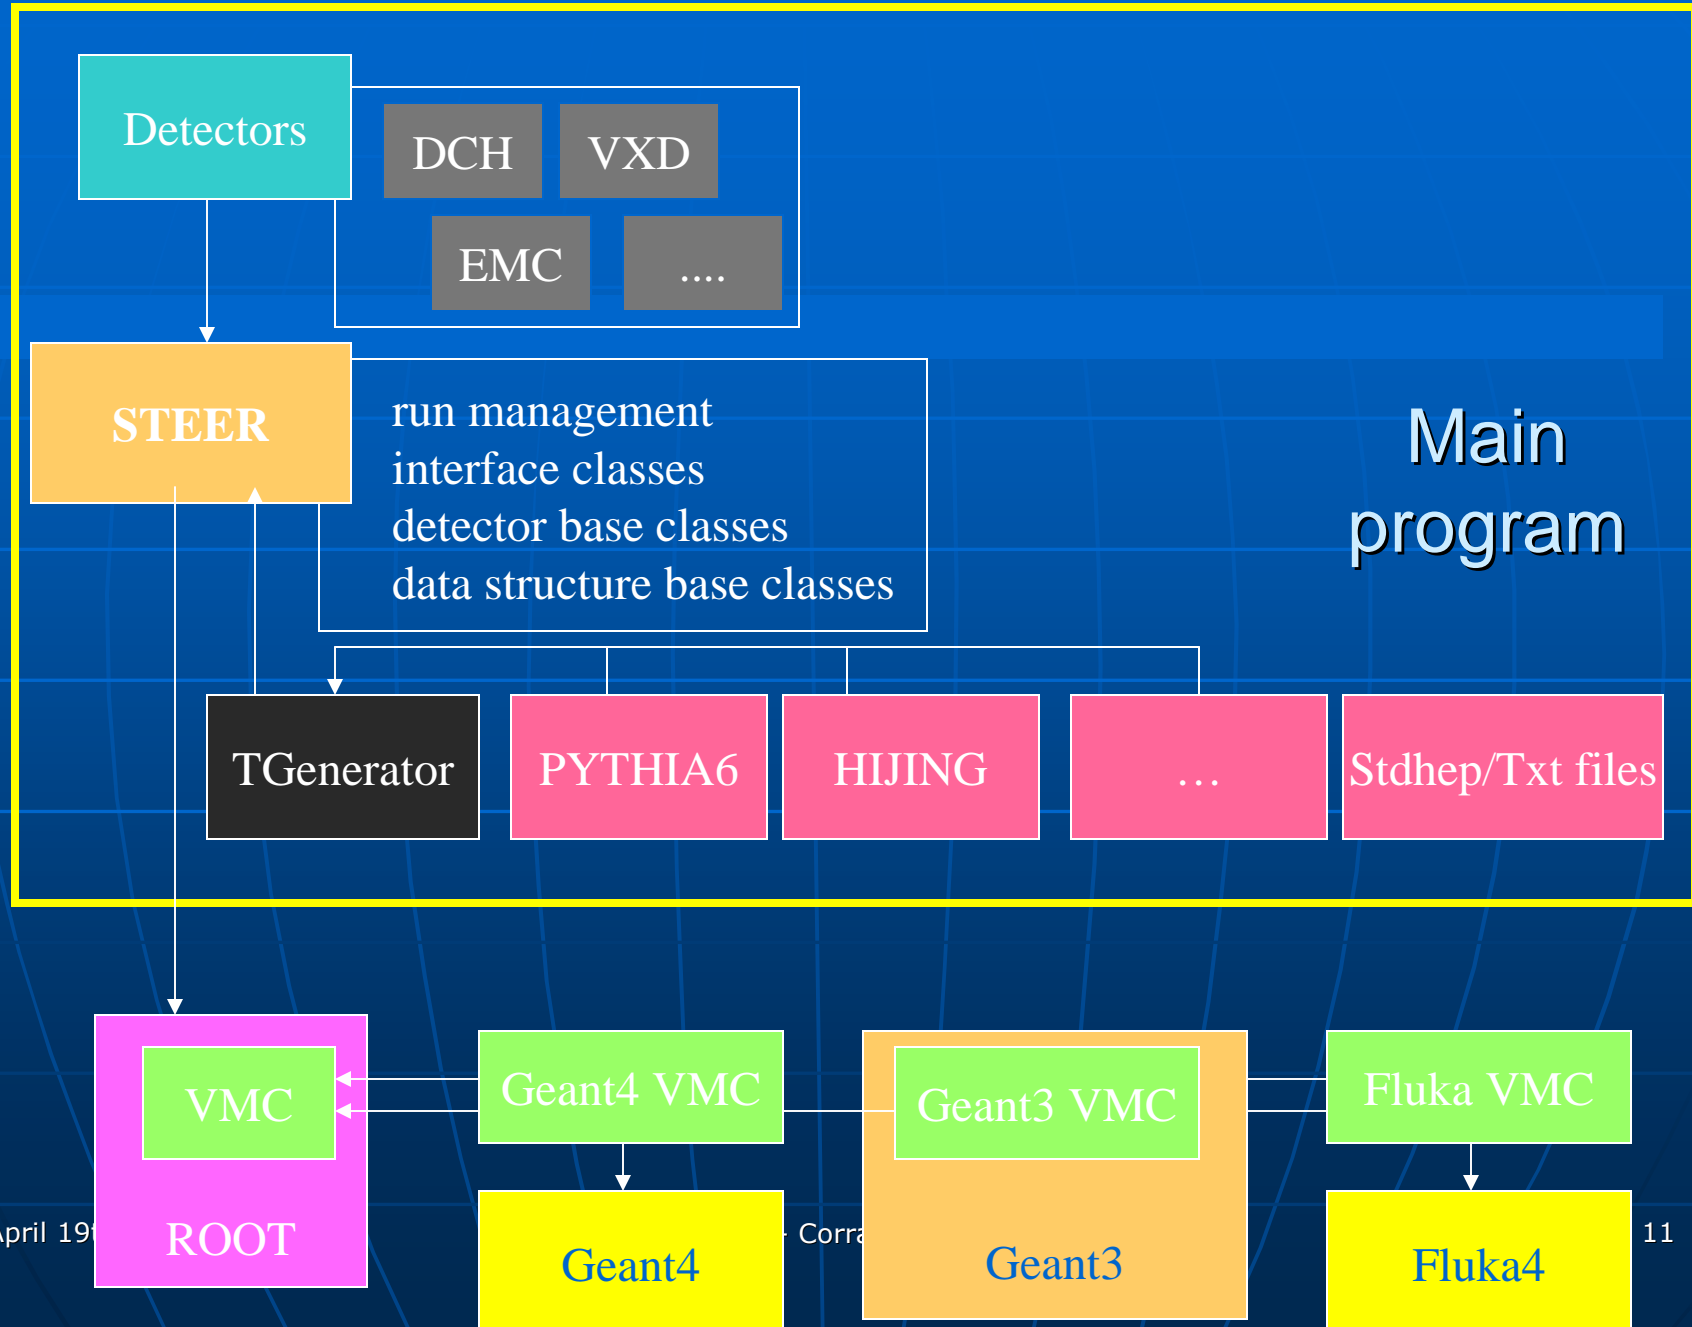 Detectors
DCH
VXD
EMC
....
STEER
run management
interface classes
detector base classes
data structure base classes
Main
program
TGenerator
PYTHIA6
HIJING
…
Stdhep/Txt files
VMC
Geant4 VMC
Geant3 VMC
Fluka VMC
ROOT
Geant4
Geant3
Fluka4
11